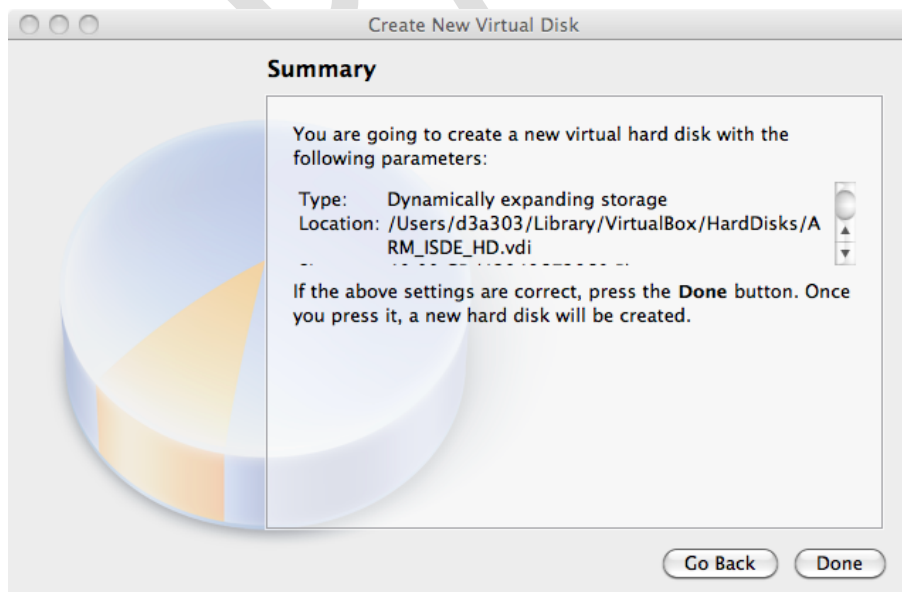 Create New Virtual Disk
Summary
You are going to create a new virtual hard disk with the
following parameters:
Type: Dynamically expanding storage
Location: /Users/d3a303/Library/VirtualBox/HardDisks/A
RM_ISDE_HD.vdi
If the above settings are correct, press the Done button. Once
you press it, a new hard disk will be created.
Go Back
Done